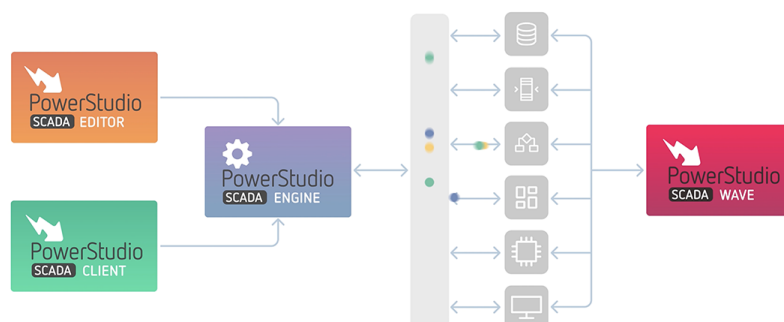 PowerStudio
SCADA EDITOR
PowerStudio
SCADA ENGINE
PowerStudio
SCADA CLIENT
PowerStudio
SCADA WAVE